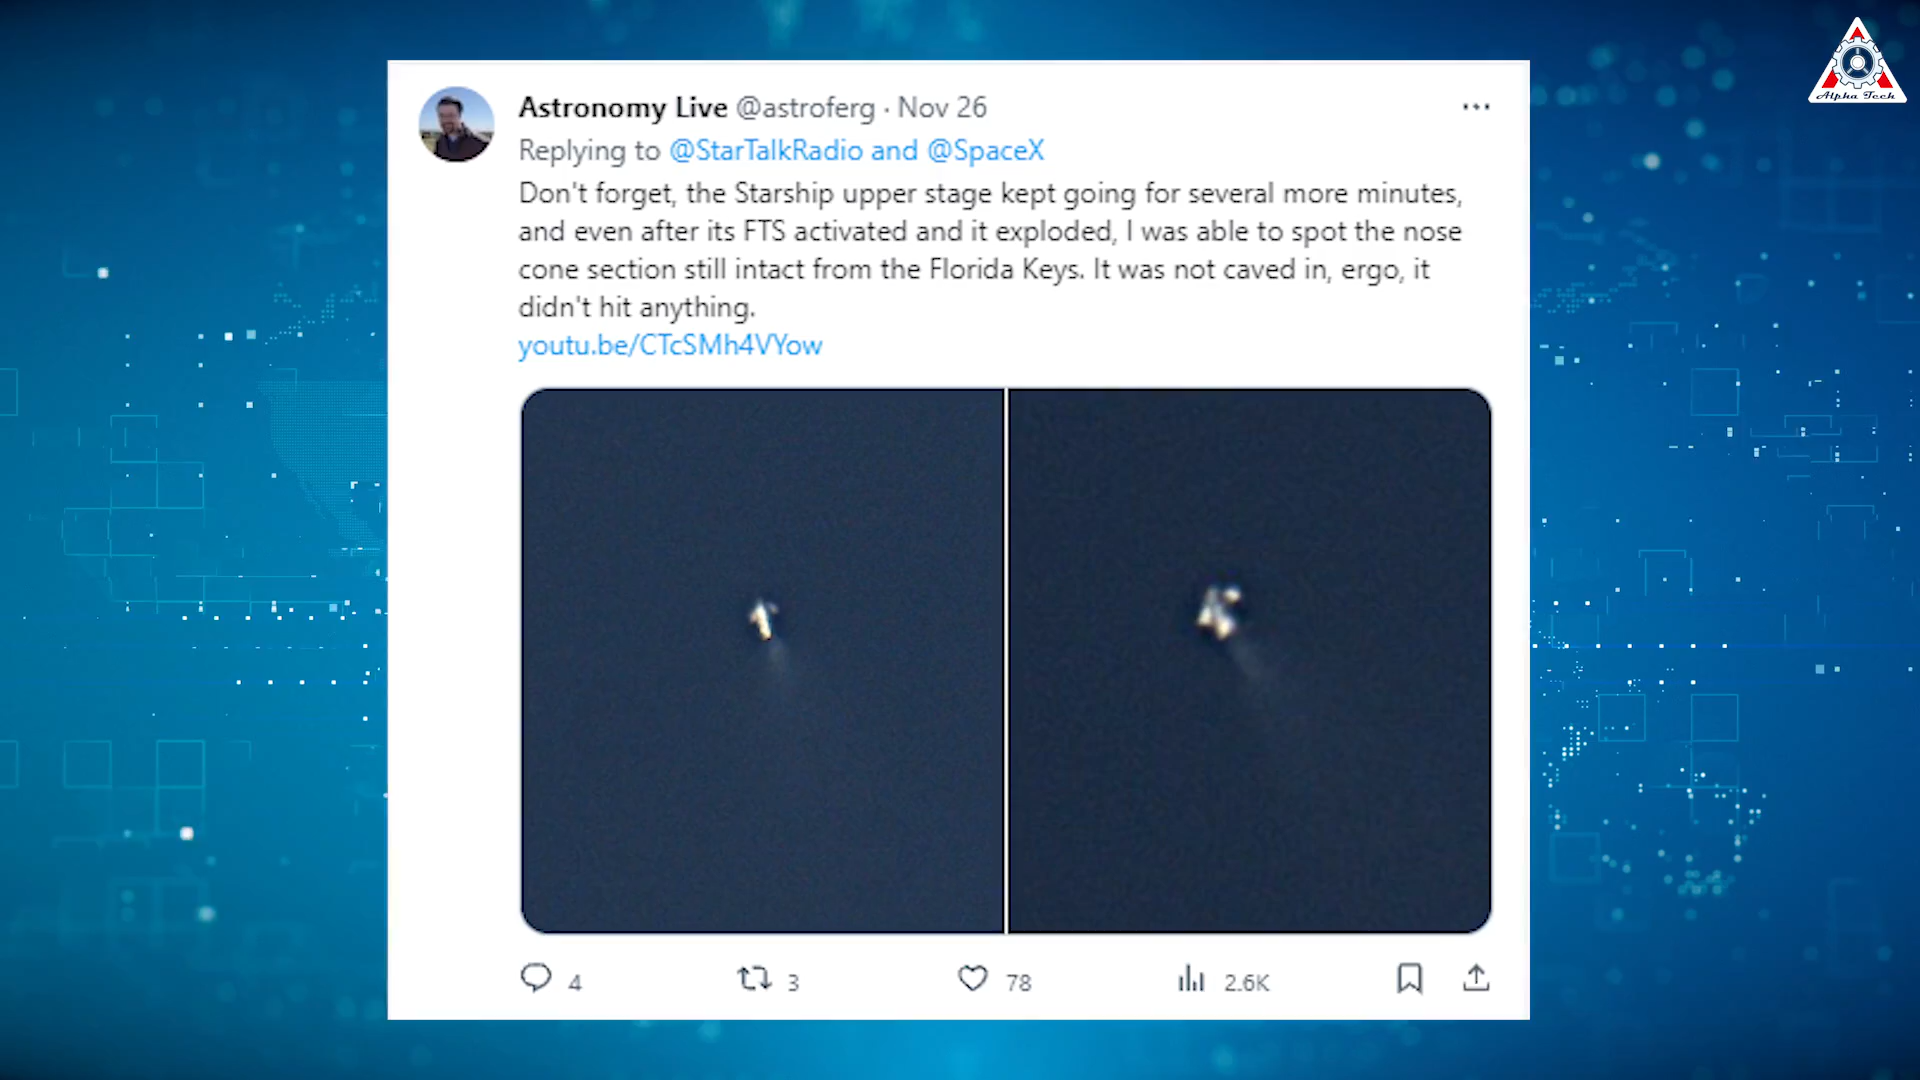 Alpha Tech
Astronomy Live @astroferg · Nov 26
Replying to @StarTalkRadio and @SpaceX
Don't forget, the Starship upper stage kept going for several more minutes,
and even after its FTS activated and it exploded, I was able to spot the nose
cone section still intact from the Florida Keys. It was not caved in, ergo, it
didn't hit anything.
youtu.be/CTcSMh4VYow
4
3
78
2.6K